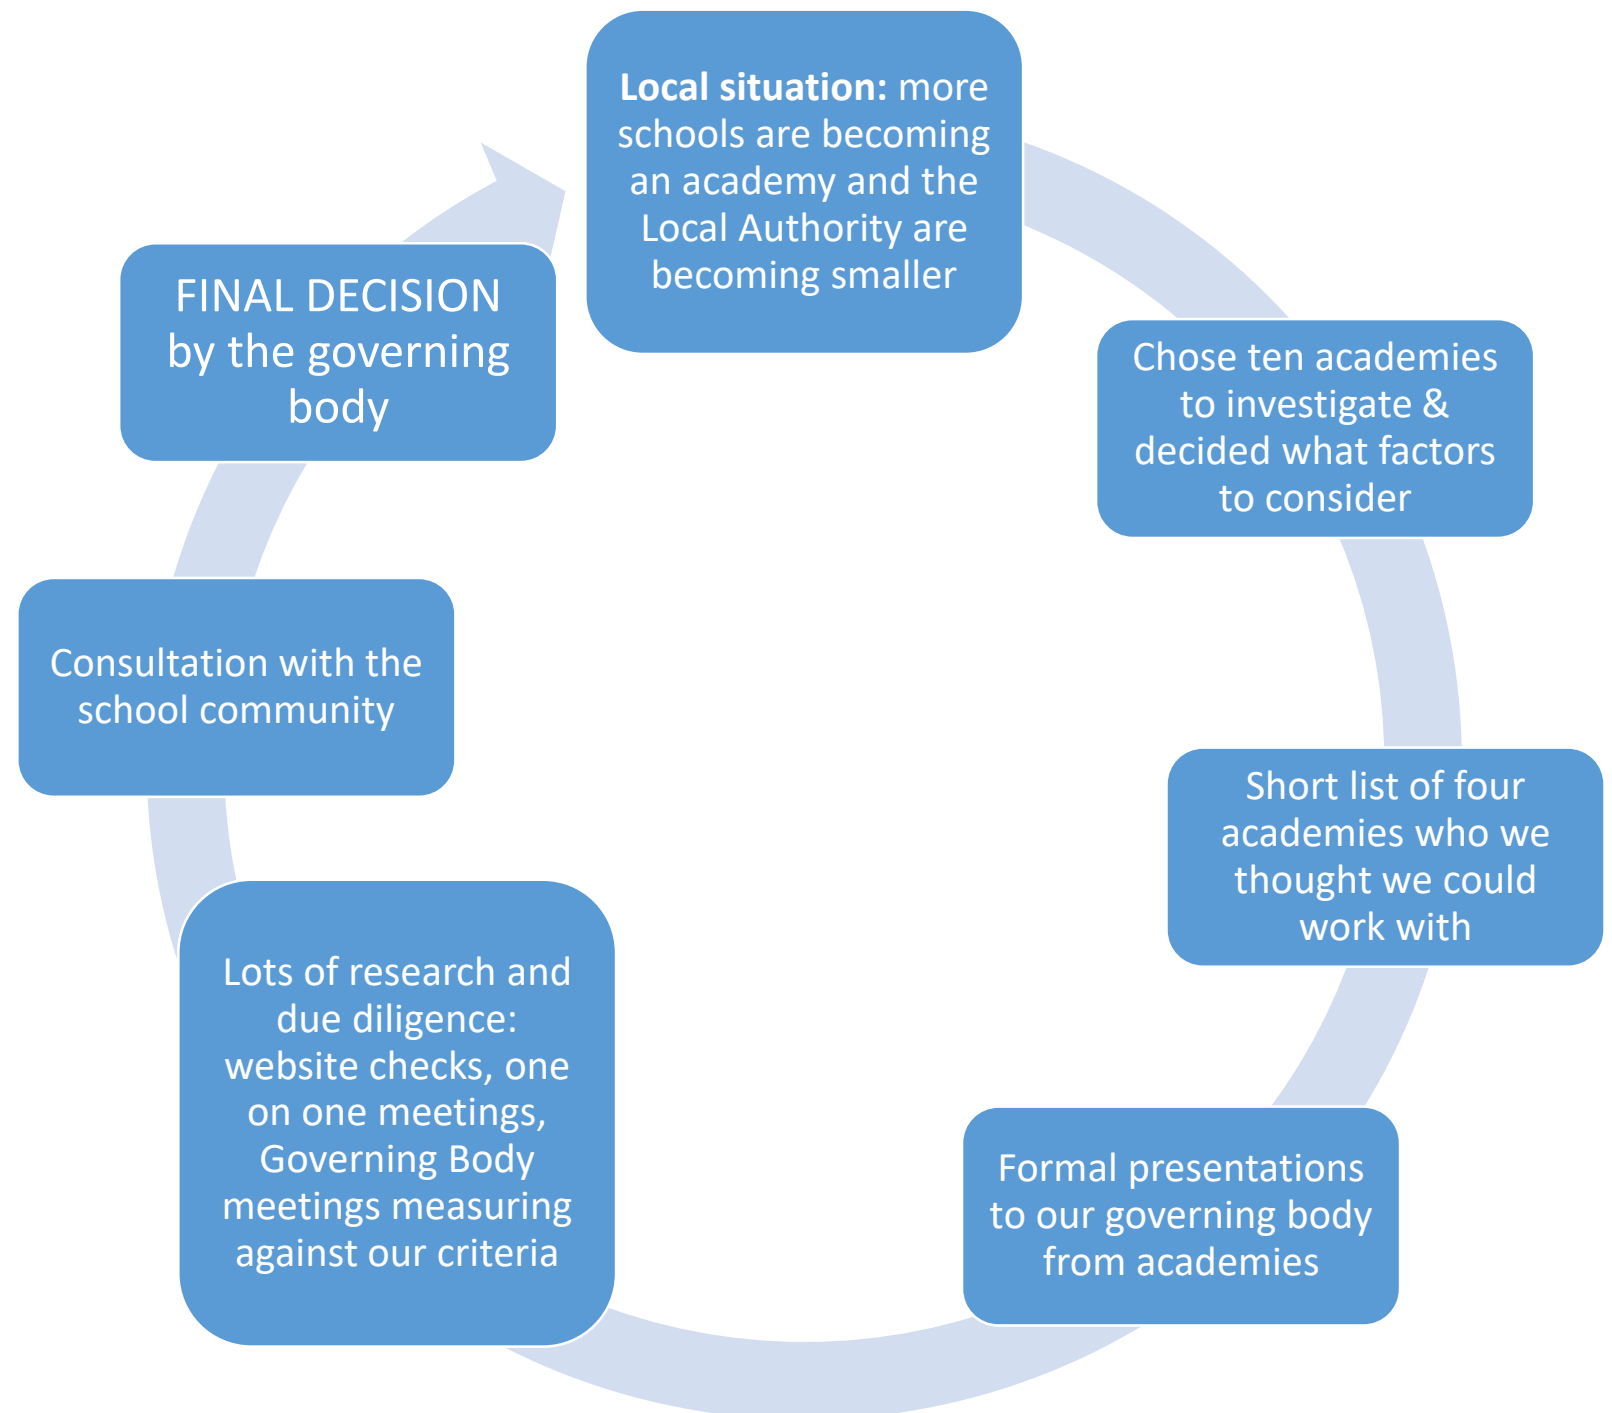 Local situation: more
schools are becoming
an academy and the
Local Authority are
becoming smaller
Chose ten academies
to investigate &
decided what factors
to consider
Short list of four
academies who we
thought we could
work with
Formal presentations
to our governing body
from academies
Lots of research and
due diligence:
website checks, one
on one meetings,
Governing Body
meetings measuring
against our criteria
Consultation with the
school community
FINAL DECISION
by the governing
body